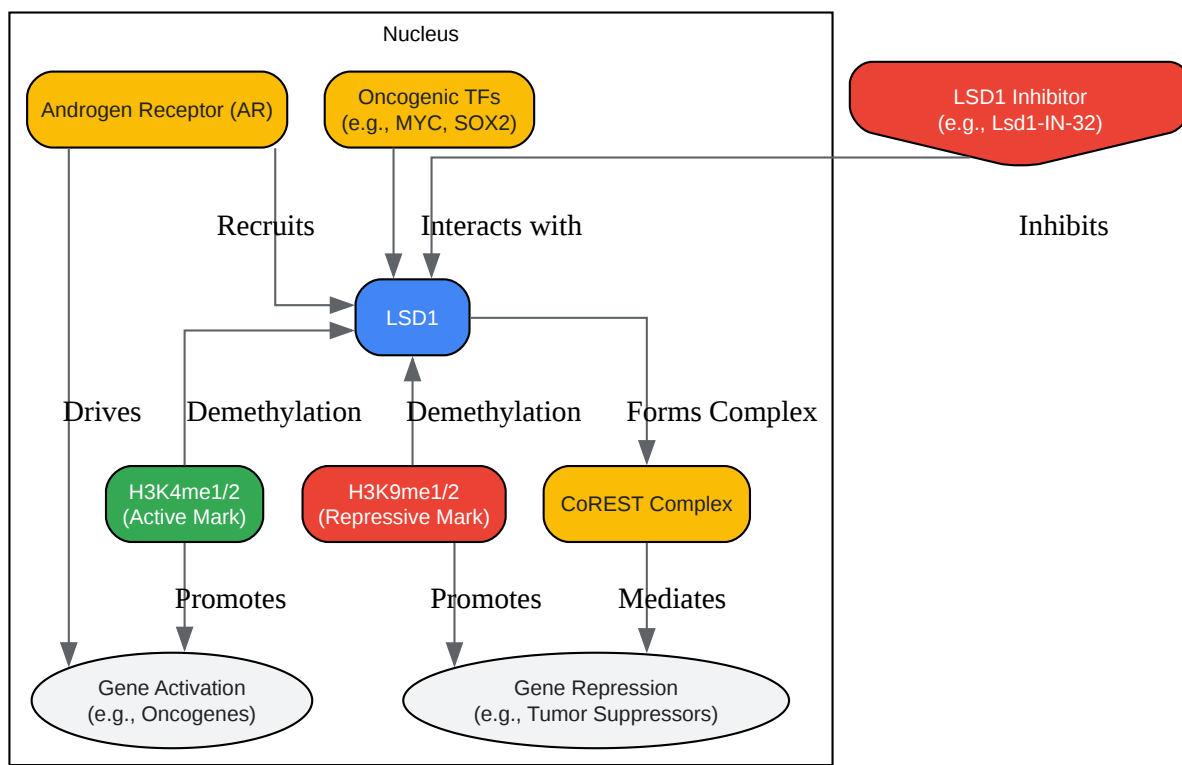 Nucleus
Androgen Receptor (AR)
Oncogenic TFs
(e.g., MYC, SOX2)
LSD1 Inhibitor
(e.g., Lsd1-IN-32)
Recruits
Interacts with
Inhibits
LSD1
Drives
Demethylation
Demethylation
Forms Complex
H3K4me1/2
(Active Mark)
H3K9me1/2
(Repressive Mark)
CoREST Complex
Promotes
Promotes
Mediates
Gene Activation
(e.g., Oncogenes)
Gene Repression
(e.g., Tumor Suppressors)